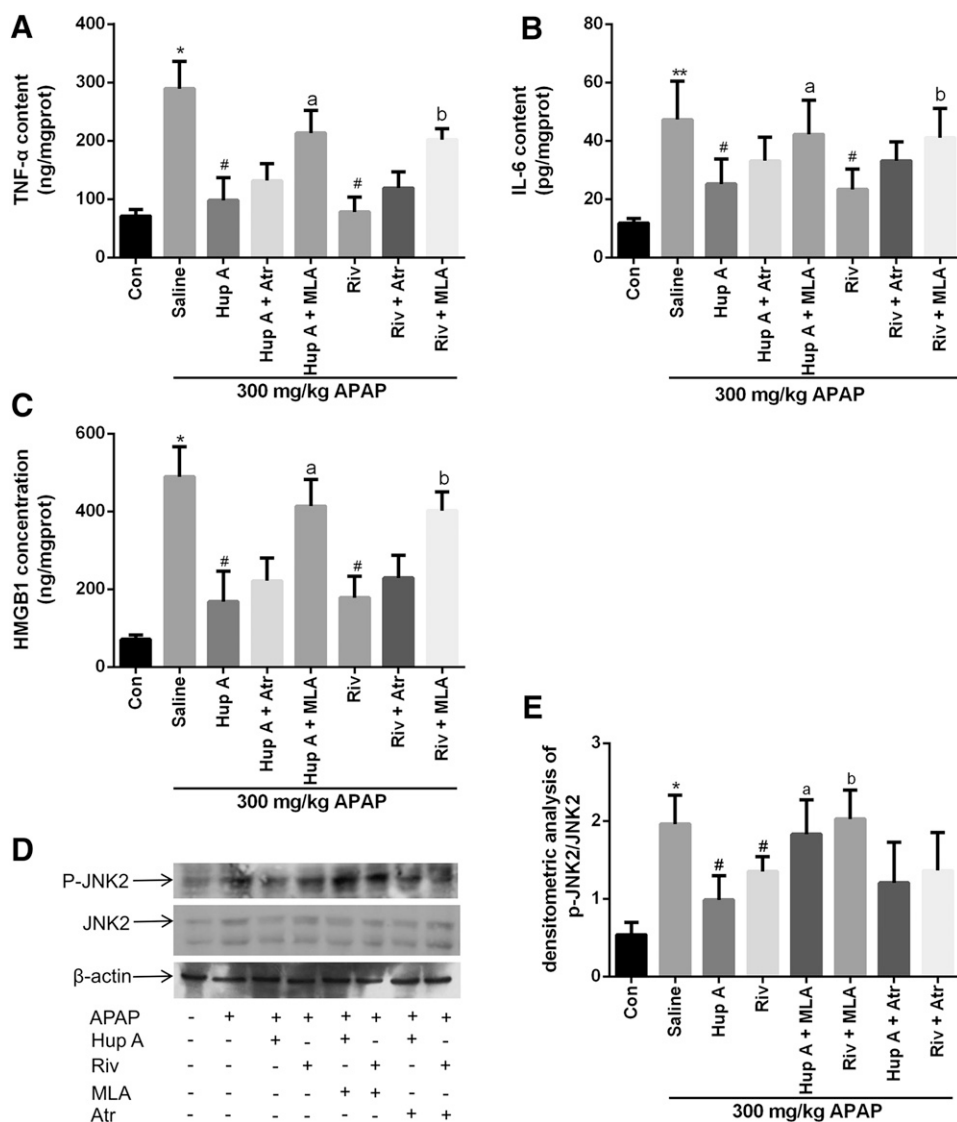 A
TNF-α content
(ng/mgprot)
400
300
200
100
0
*
#
a
#
b
Con
Saline
Hup A
Hup A + Atr
Hup A + MLA
Riv
Riv + Atr
Riv + MLA
300 mg/kg APAP
B
IL-6 content
(pg/mgprot)
80
60
40
20
0
**
#
a
#
b
Con
Saline
Hup A
Hup A + Atr
Hup A + MLA
Riv
Riv + Atr
Riv + MLA
300 mg/kg APAP
C
HMGB1 concentration
(ng/mgprot)
600
400
200
0
*
#
a
#
b
Con
Saline
Hup A
Hup A + Atr
Hup A + MLA
Riv
Riv + Atr
Riv + MLA
300 mg/kg APAP
D
P-JNK2
JNK2
β-actin
APAP - + + + + + + +
Hup A - - + - + - + -
Riv - - - + - + - +
MLA - - - - + + - -
Atr - - - - - - + +
E
densitometric analysis of
p-JNK2/JNK2
3
2
1
0
*
#
#
a
b
Con
Saline
Hup A
Riv
Hup A + MLA
Riv + MLA
Hup A + Atr
Riv + Atr
300 mg/kg APAP